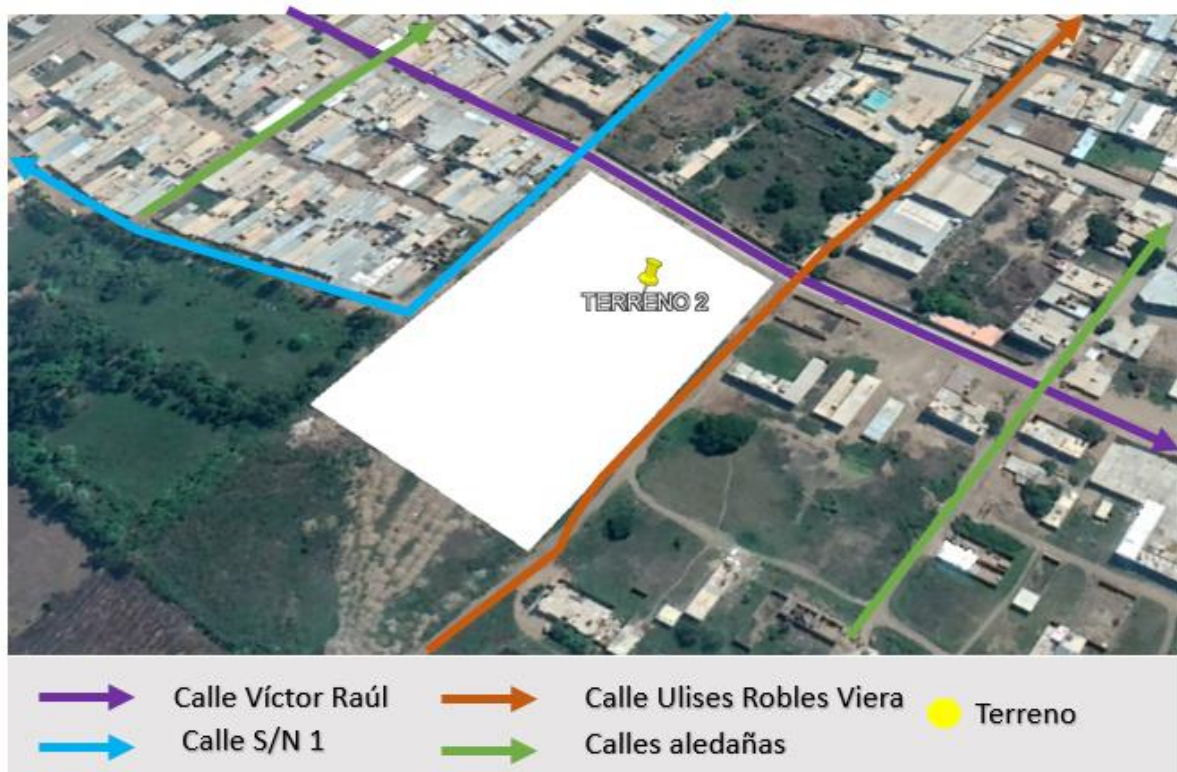 TERRENO 2
Calle Víctor Raúl
Calle Ulises Robles Viera
Terreno
Calle S/N 1
Calles aledañas